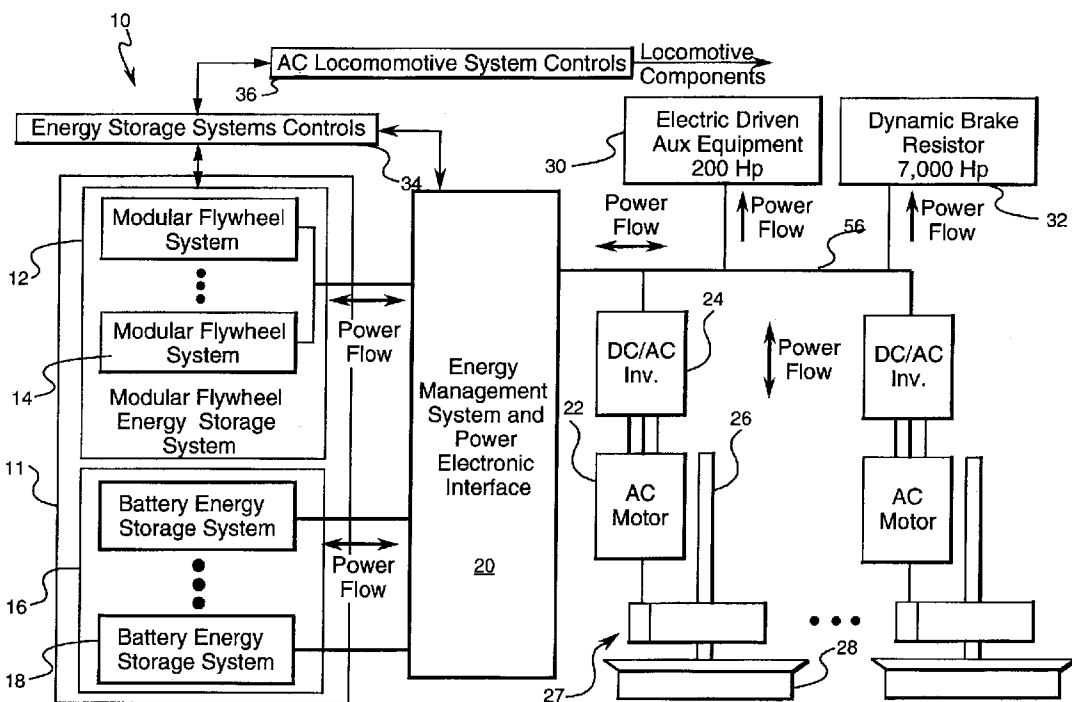 10
AC Locomomotive System Controls
36
Locomotive
Components
Energy Storage Systems Controls
34
30
Electric Driven
Aux Equipment
200 Hp
Dynamic Brake
Resistor
7,000 Hp
32
12
Modular Flywheel
System
14
Modular Flywheel
System
Modular Flywheel
Energy Storage
System
Power
Flow
Power
Flow
Power
Flow
Power
Flow
56
Energy
Management
System and
Power
Electronic
Interface
20
24
DC/AC
Inv.
Power
Flow
DC/AC
Inv.
22
26
AC
Motor
AC
Motor
11
16
Battery Energy
Storage System
Power
Flow
18
Battery Energy
Storage System
27
28